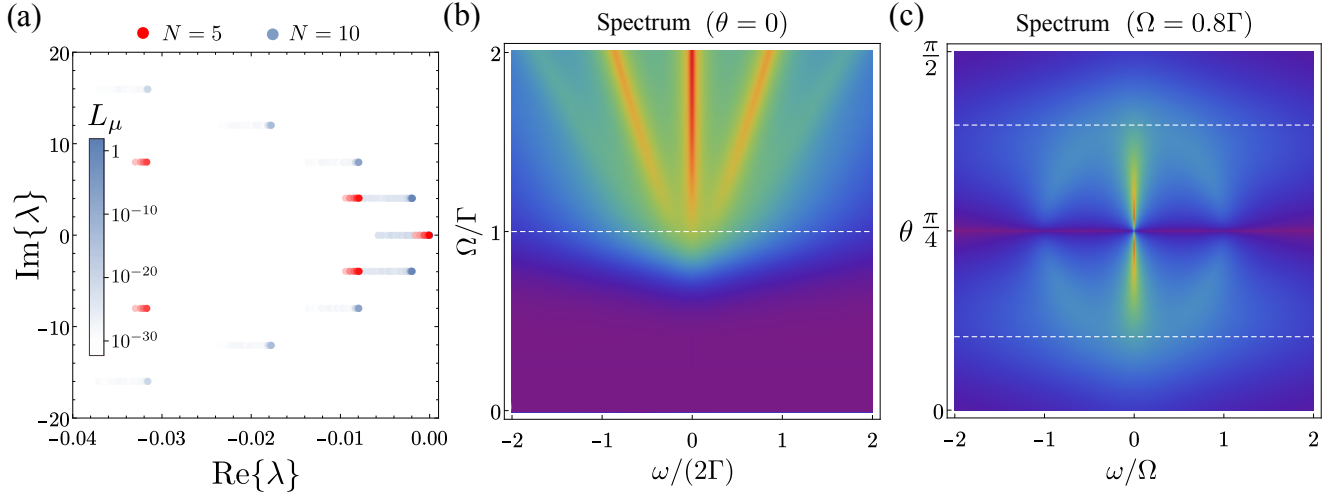 (a)
N = 5 N = 10
20
10
0
-10
-20
Im{λ}
L_μ
1
10^{-10}
10^{-20}
10^{-30}
-0.04 -0.03 -0.02 -0.01 0.00
Re{λ}
(b)
Spectrum (θ = 0)
2
1
0
Ω/Γ
-2 -1 0 1 2
ω/(2Γ)
(c)
Spectrum (Ω = 0.8Γ)
π/2
θ π/4
0
-2 -1 0 1 2
ω/Ω